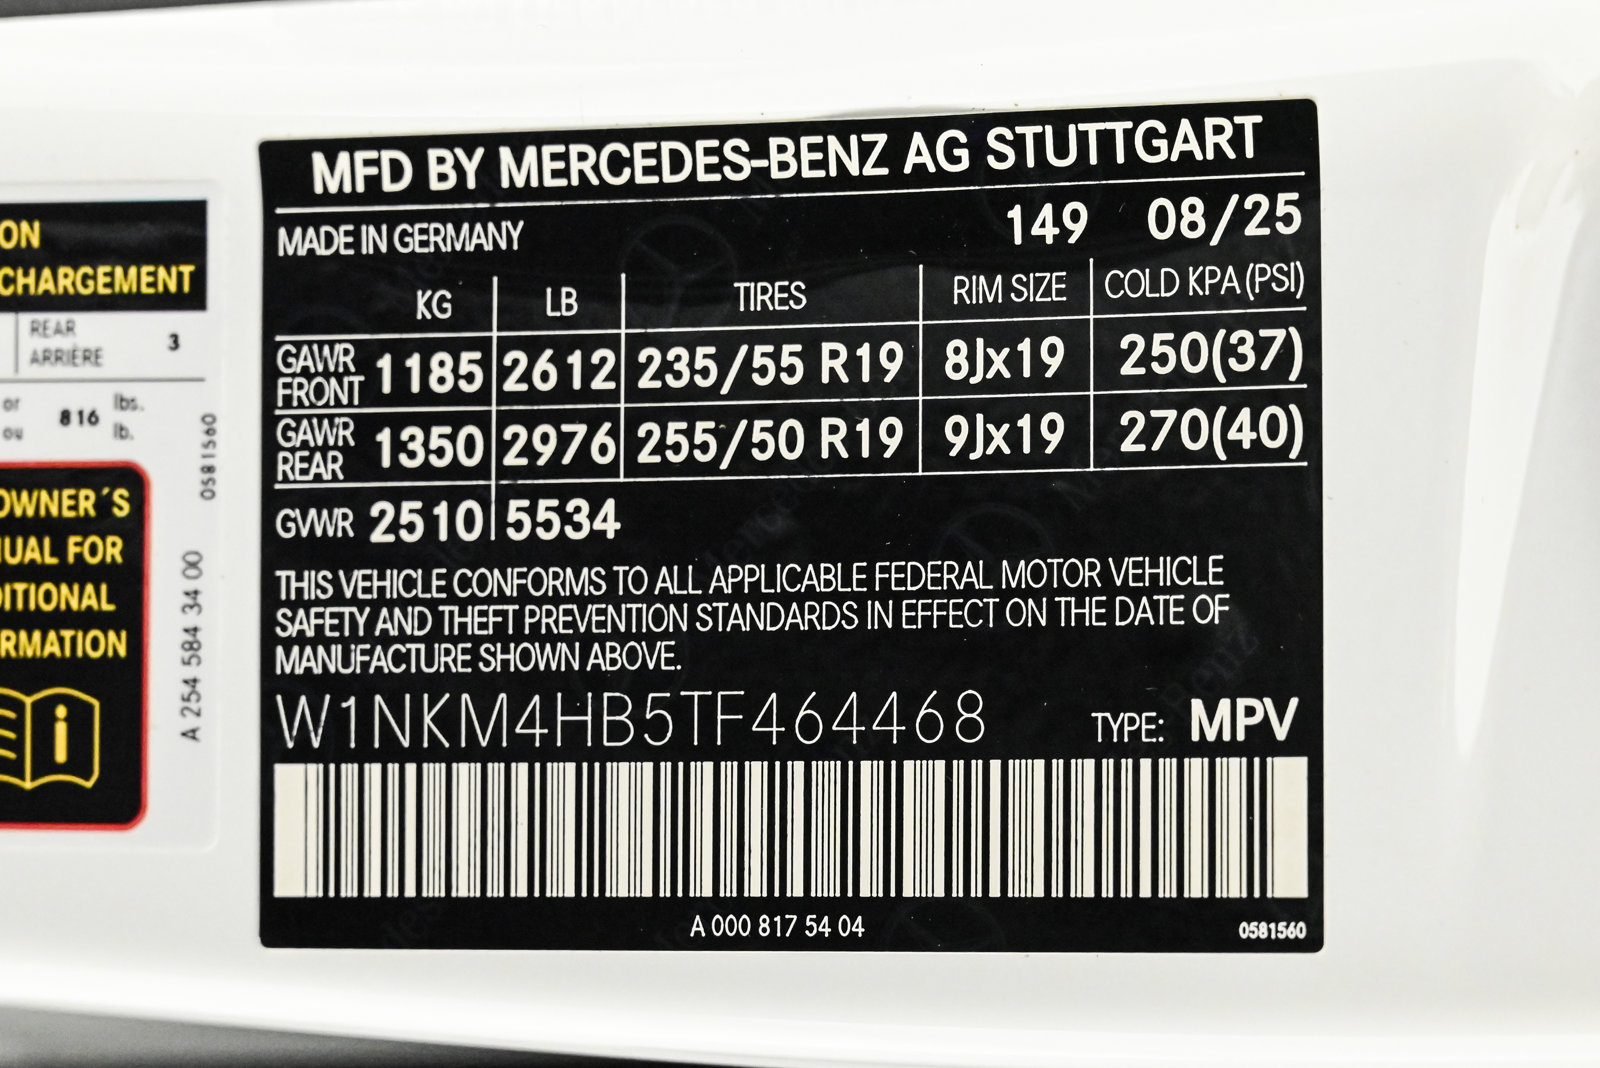 ON
CHARGEMENT
REAR
ARRIÈRE 3
or 816 lbs.
ou lb.
0581560
OWNER´S
UAL FOR
DITIONAL
RMATION
i
A 254 584 34 00
MFD BY MERCEDES-BENZ AG STUTTGART
MADE IN GERMANY 149 08/25
KG LB TIRES RIM SIZE COLD KPA (PSI)
GAWR FRONT 1185 2612 235/55 R19 8Jx19 250(37)
GAWR REAR 1350 2976 255/50 R19 9Jx19 270(40)
GVWR 2510 5534
THIS VEHICLE CONFORMS TO ALL APPLICABLE FEDERAL MOTOR VEHICLE
SAFETY AND THEFT PREVENTION STANDARDS IN EFFECT ON THE DATE OF
MANUFACTURE SHOWN ABOVE.
W1NKM4HB5TF464468 TYPE: MPV
A 000 817 54 04 0581560